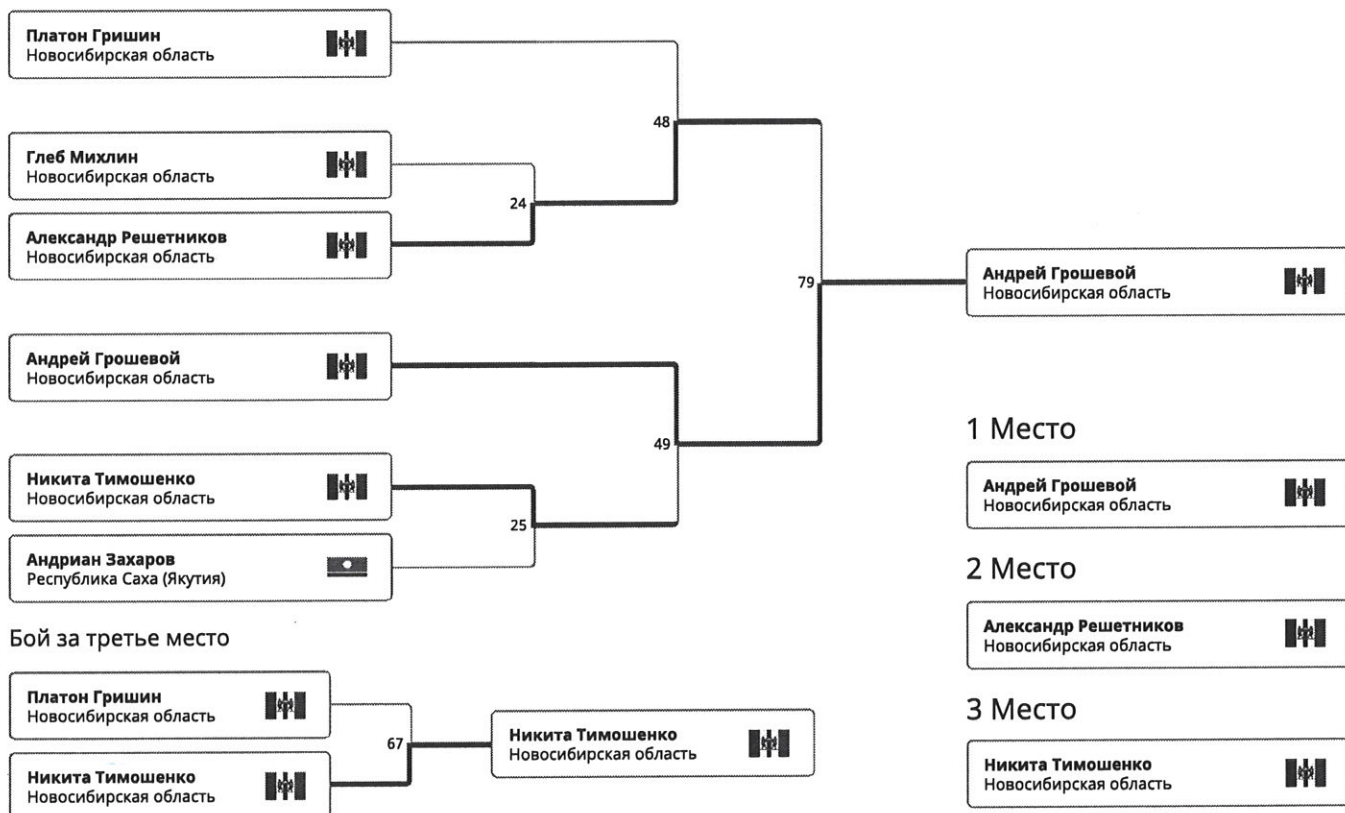 Платон Гришин
Новосибирская область
48
Глеб Михлин
Новосибирская область
24
Александр Решетников
Новосибирская область
79
Андрей Грошевой
Новосибирская область
Андрей Грошевой
Новосибирская область
49
Никита Тимошенко
Новосибирская область
25
Андриан Захаров
Республика Саха (Якутия)
1 Место
Андрей Грошевой
Новосибирская область
2 Место
Александр Решетников
Новосибирская область
3 Место
Никита Тимошенко
Новосибирская область
Бой за третье место
Платон Гришин
Новосибирская область
67
Никита Тимошенко
Новосибирская область
Никита Тимошенко
Новосибирская область